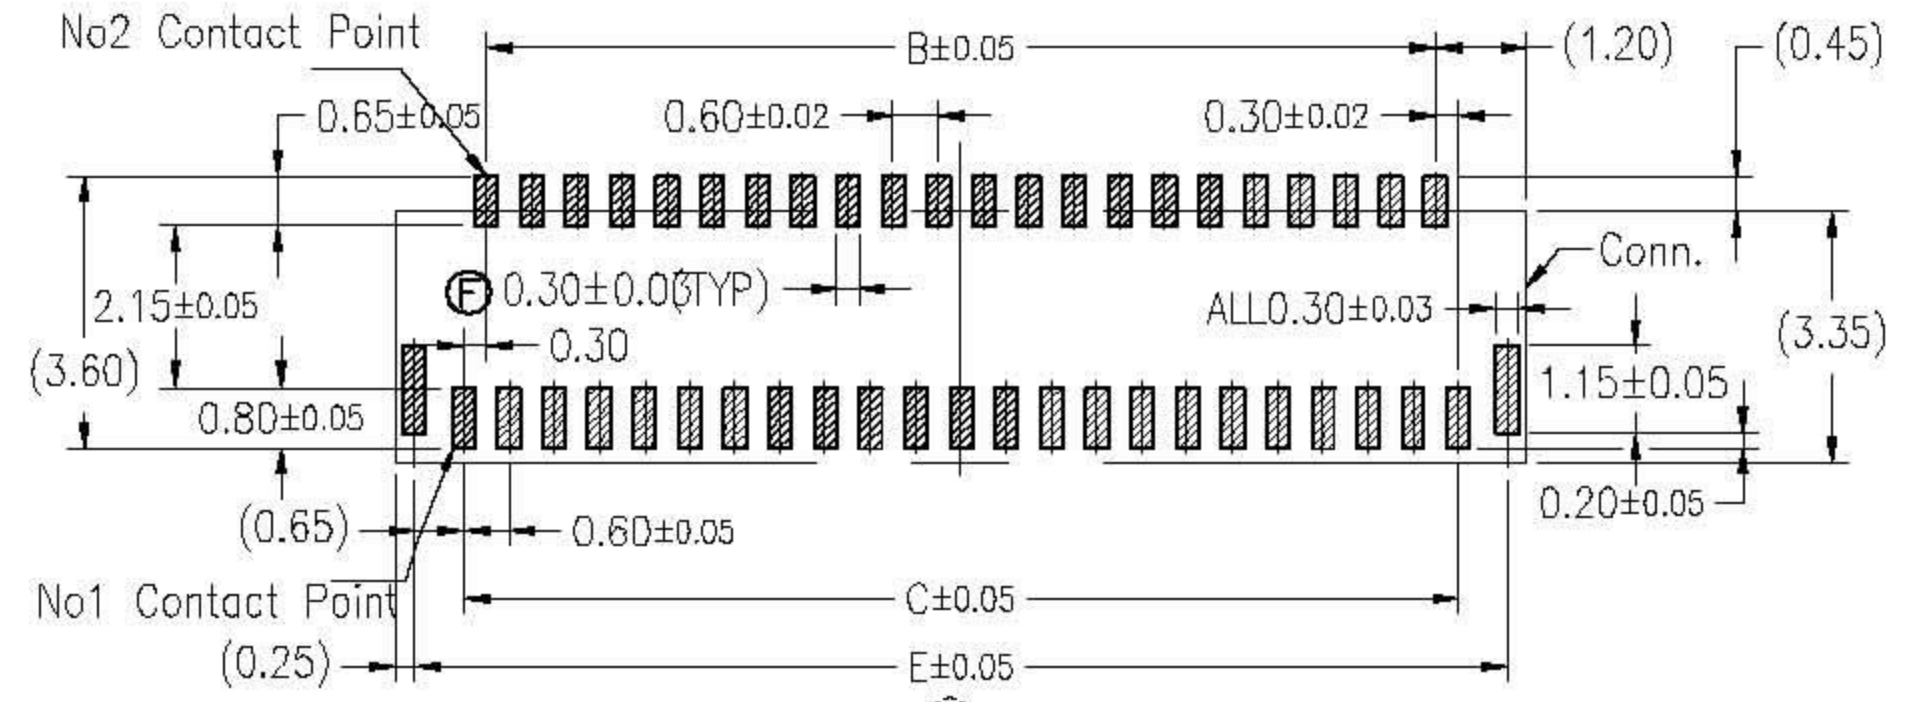 No2 Contact Point
B±0.05
(1.20)
(0.45)
0.65±0.05
0.60±0.02
0.30±0.02
Conn.
F 0.30±0.03(TYP)
2.15±0.05
ALL0.30±0.03
(3.35)
0.30
(3.60)
1.15±0.05
0.80±0.05
0.20±0.05
(0.65)
0.60±0.05
No1 Contact Point
C±0.05
(0.25)
E±0.05